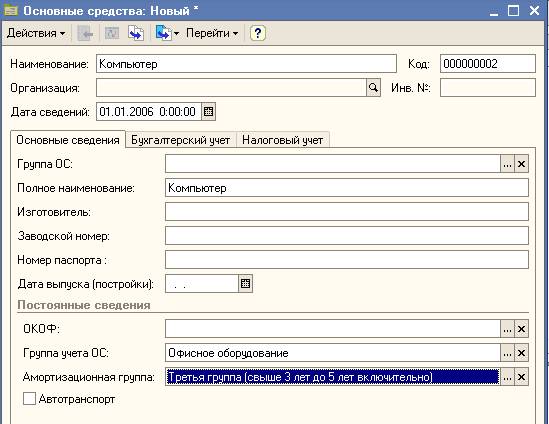 Основные средства: Новый *
Действия Перейти ?
Наименование: Компьютер Код: 000000002
Организация: Инв. №:
Дата сведений: 01.01.2006 0:00:00
Основные сведения Бухгалтерский учет Налоговый учет
Группа ОС: ... x
Полное наименование: Компьютер
Изготовитель:
Заводской номер:
Номер паспорта :
Дата выпуска (постройки): . .
Постоянные сведения
ОКОФ: ... x
Группа учета ОС: Офисное оборудование ... x
Амортизационная группа: Третья группа (свыше 3 лет до 5 лет включительно) ... x
Автотранспорт